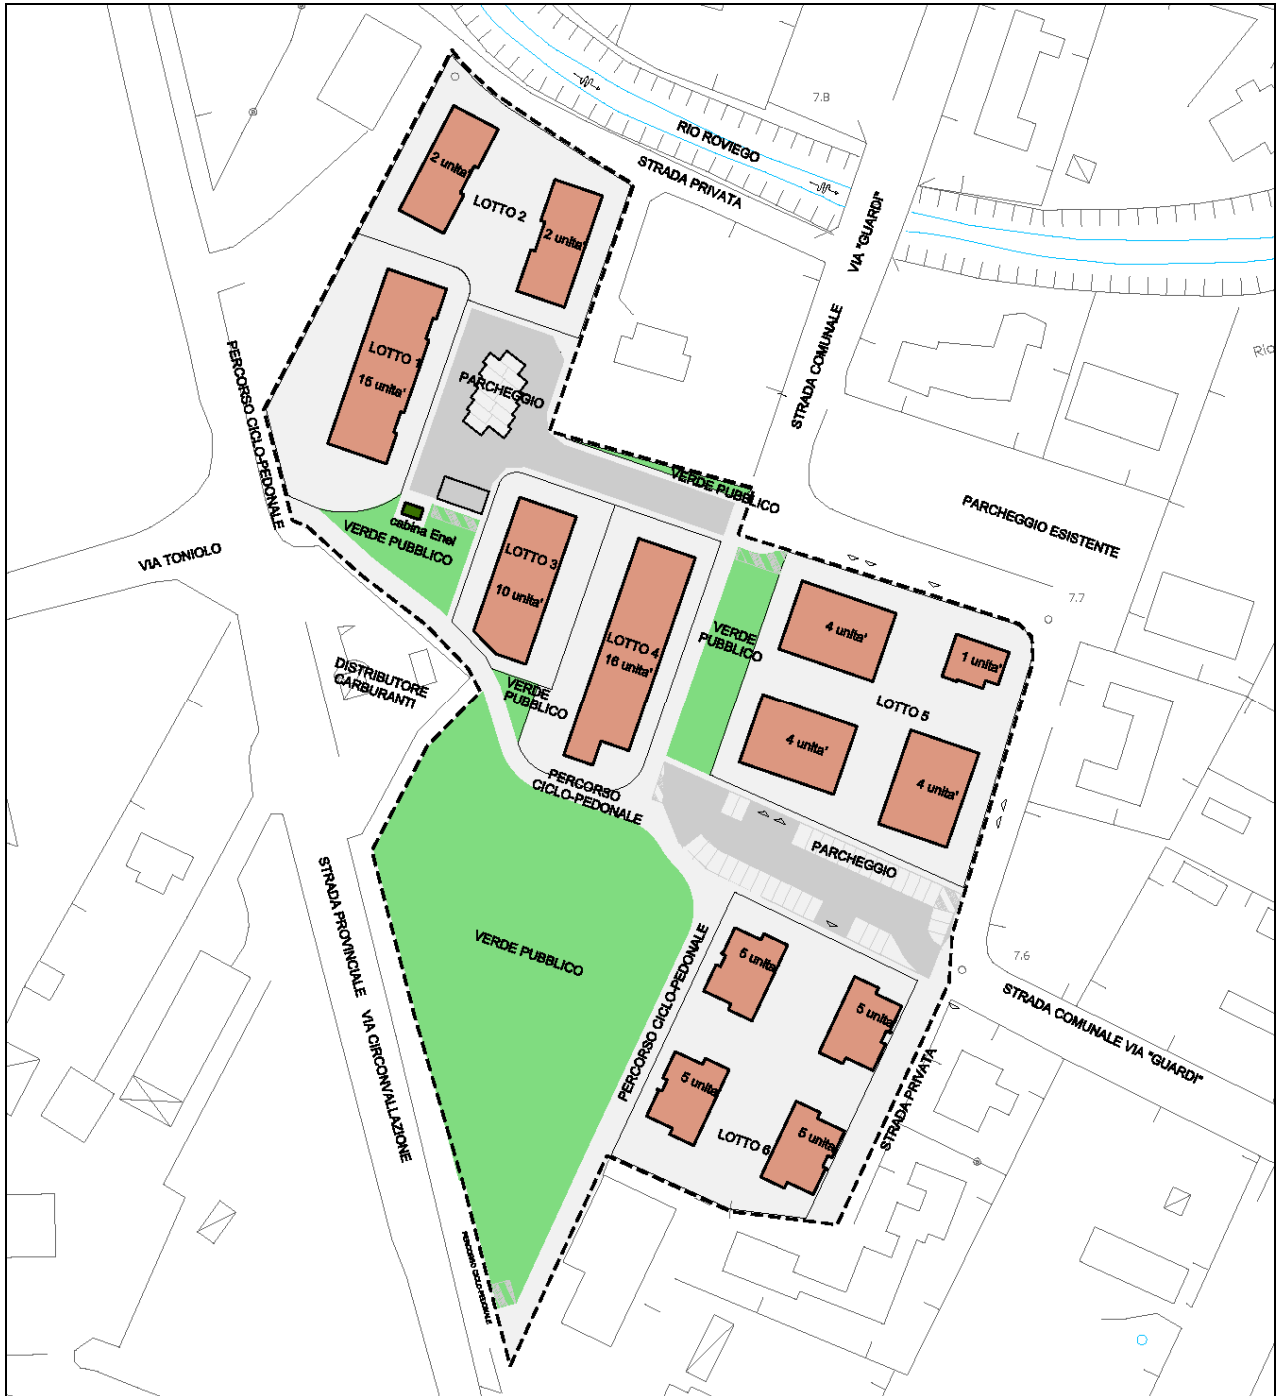 7.8
RIO ROVIEGO
STRADA PRIVATA
2 unita'
LOTTO 2
2 unita'
VIA "GUARDI"
STRADA COMUNALE
Rio
LOTTO 1
15 unita'
PARCHEGGIO
PERCORSO CICLO-PEDONALE
VERDE PUBBLICO
PARCHEGGIO ESISTENTE
cabina Enel
VERDE PUBBLICO
VIA TONIOLO
LOTTO 3
10 unita'
7.7
4 unita'
1 unita'
VERDE
PUBBLICO
LOTTO 4
16 unita'
DISTRIBUTORE
CARBURANTI
VERDE
PUBBLICO
LOTTO 5
4 unita'
4 unita'
PERCORSO
CICLO-PEDONALE
PARCHEGGIO
STRADA PROVINCIALE VIA CIRCONVALLAZIONE
VERDE PUBBLICO
PERCORSO CICLO-PEDONALE
5 unita'
5 unita'
7.6
STRADA COMUNALE VIA "GUARDI"
5 unita'
LOTTO 6
5 unita'
STRADA PRIVATA
PERCORSO CICLO-PEDONALE